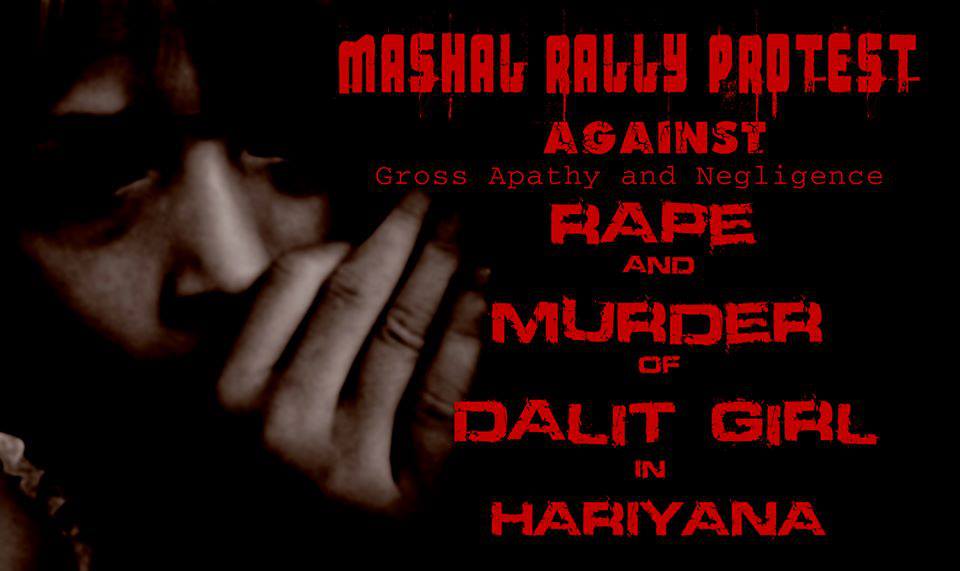 MASHAL RALLY PROTEST
AGAINST
Gross Apathy and Negligence
RAPE
AND
MURDER
OF
DALIT GIRL
IN
HARIYANA